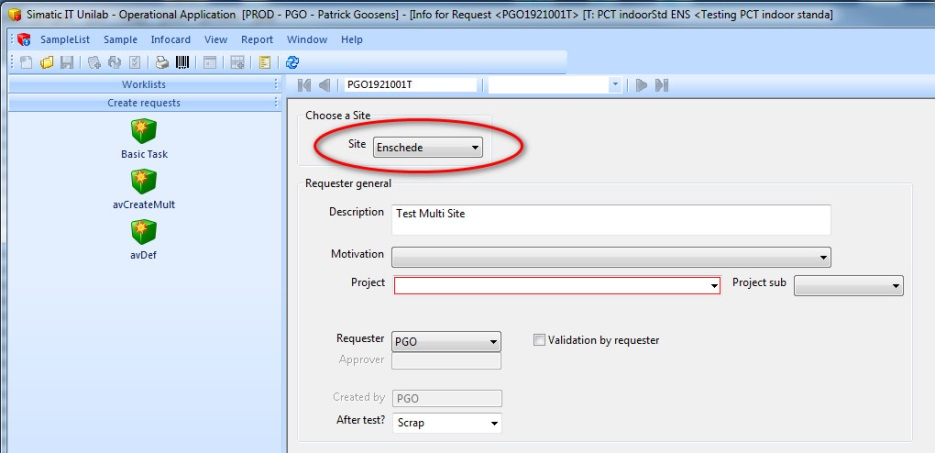 Simatic IT Unilab - Operational Application [PROD - PGO - Patrick Goosens] - [Info for Request <PGO1921001T> [T: PCT indoorStd ENS <Testing PCT indoor standa]
SampleList Sample Infocard View Report Window Help
Worklists
PGO1921001T
Create requests
Basic Task
avCreateMult
avDef
Choose a Site
Site Enschede
Requester general
Description Test Multi Site
Motivation
Project Project sub
Requester PGO Validation by requester
Approver
Created by PGO
After test? Scrap